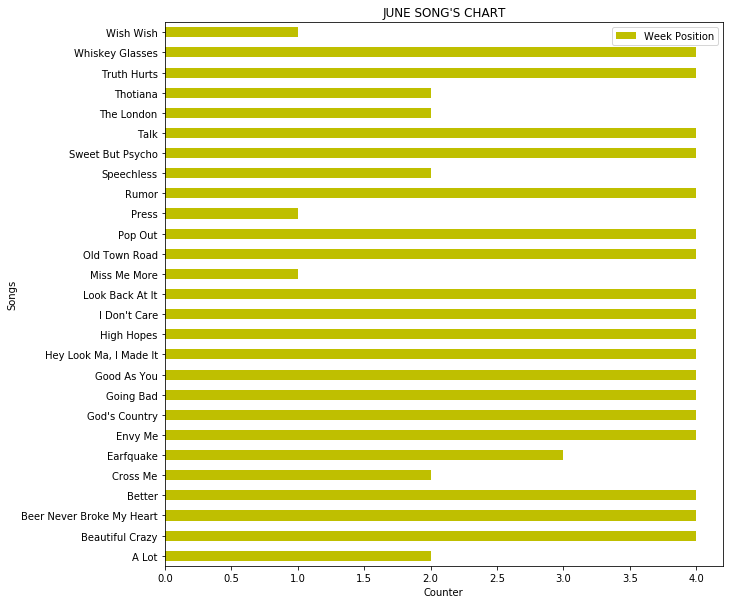 JUNE SONG'S CHART
Week Position
Wish Wish
Whiskey Glasses
Truth Hurts
Thotiana
The London
Talk
Sweet But Psycho
Speechless
Rumor
Press
Pop Out
Old Town Road
Miss Me More
Look Back At It
I Don't Care
High Hopes
Hey Look Ma, I Made It
Good As You
Going Bad
God's Country
Envy Me
Earfquake
Cross Me
Better
Beer Never Broke My Heart
Beautiful Crazy
A Lot
Songs
0.0 0.5 1.0 1.5 2.0 2.5 3.0 3.5 4.0
Counter